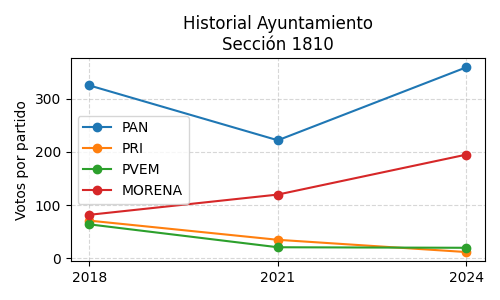 Historial Ayuntamiento
Sección 1810
Votos por partido
300
200
100
0
PAN
PRI
PVEM
MORENA
2018
2021
2024